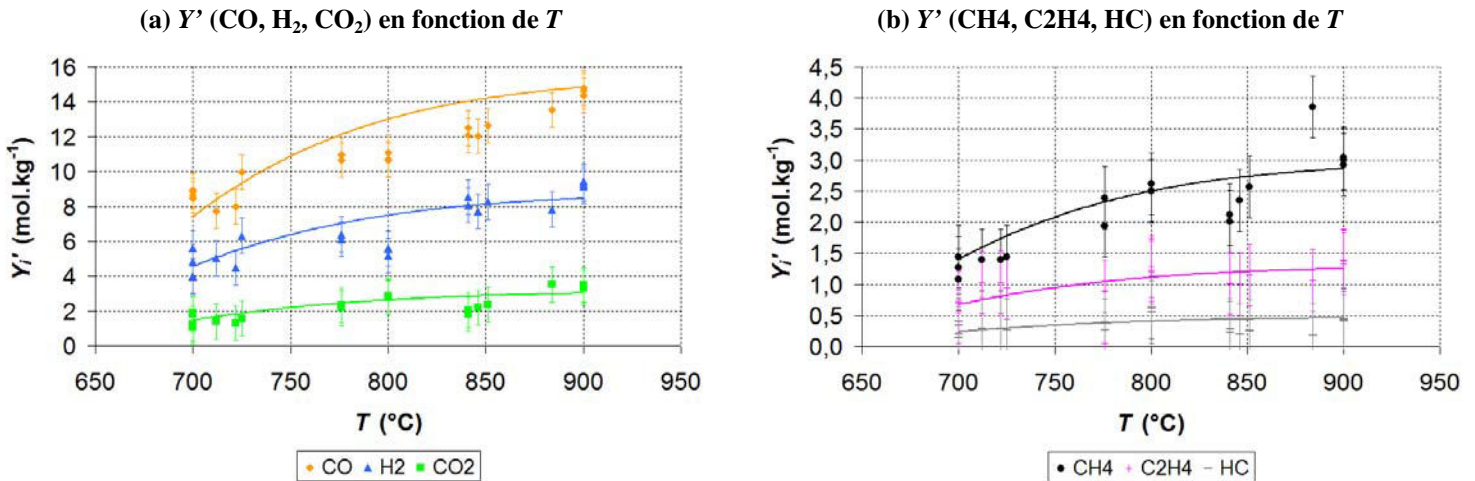 (a) Y’ (CO, H₂, CO₂) en fonction de T
Yᵢ’ (mol.kg⁻¹)
16
14
12
10
8
6
4
2
0
650 700 750 800 850 900 950
T (°C)
CO H2 CO2
(b) Y’ (CH4, C2H4, HC) en fonction de T
Yᵢ’ (mol.kg⁻¹)
4,5
4,0
3,5
3,0
2,5
2,0
1,5
1,0
0,5
0,0
650 700 750 800 850 900 950
T (°C)
CH4 C2H4 HC